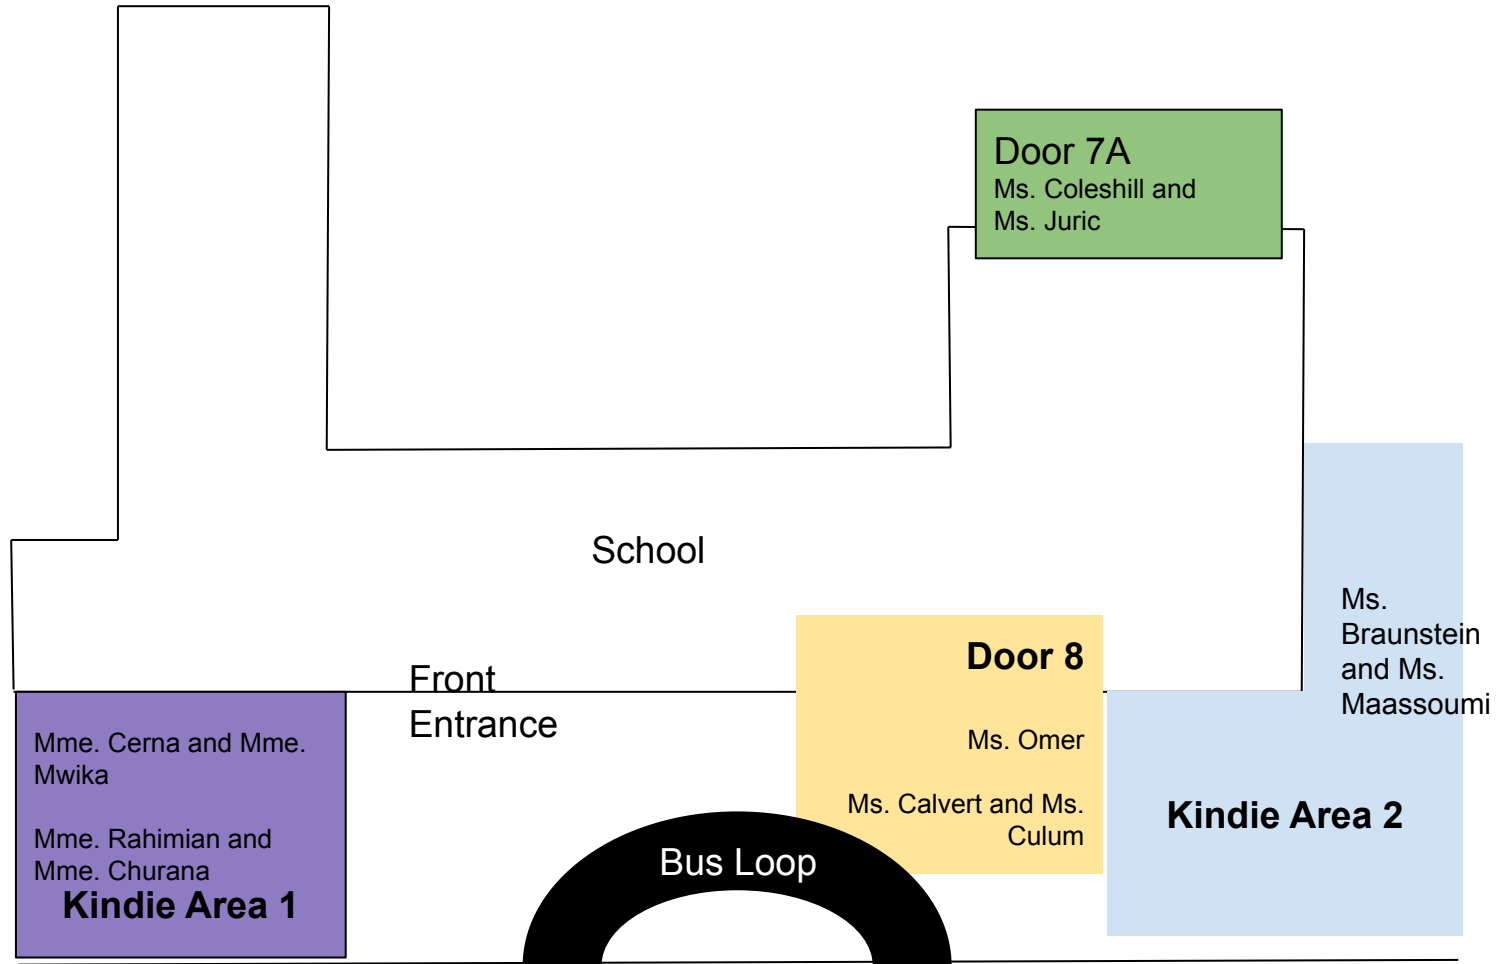 Door 7A
Ms. Coleshill and
Ms. Juric
School
Front
Entrance
Door 8
Ms. Omer
Ms. Calvert and Ms.
Culum
Ms.
Braunstein
and Ms.
Maassoumi
Kindie Area 2
Mme. Cerna and Mme.
Mwika
Mme. Rahimian and
Mme. Churana
Kindie Area 1
Bus Loop